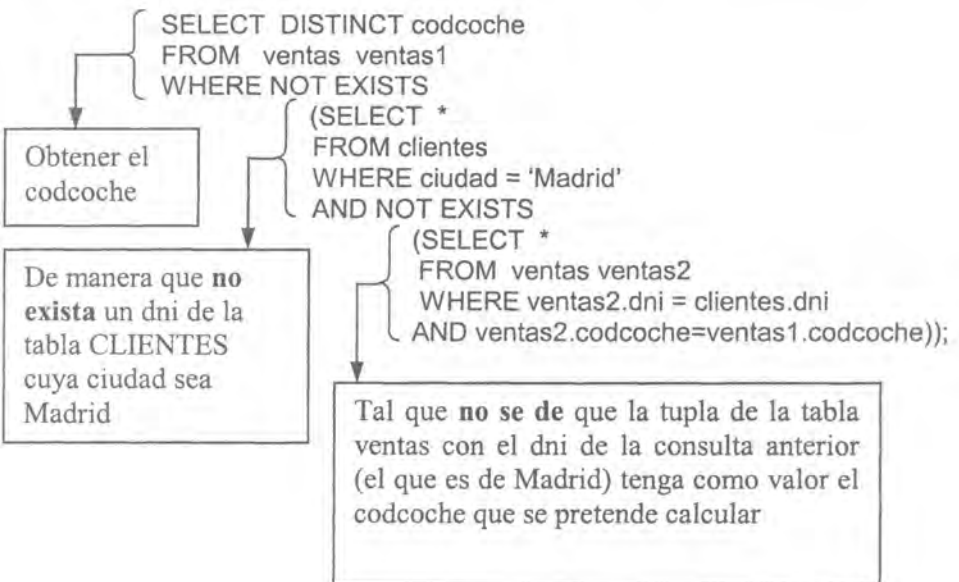 SELECT DISTINCT codcoche
FROM ventas ventas1
WHERE NOT EXISTS
(SELECT *
FROM clientes
WHERE ciudad = ‘Madrid’
AND NOT EXISTS
(SELECT *
FROM ventas ventas2
WHERE ventas2.dni = clientes.dni
AND ventas2.codcoche=ventas1.codcoche));
Obtener el
codcoche
De manera que no
exista un dni de la
tabla CLIENTES
cuya ciudad sea
Madrid
Tal que no se de que la tupla de la tabla
ventas con el dni de la consulta anterior
(el que es de Madrid) tenga como valor el
codcoche que se pretende calcular